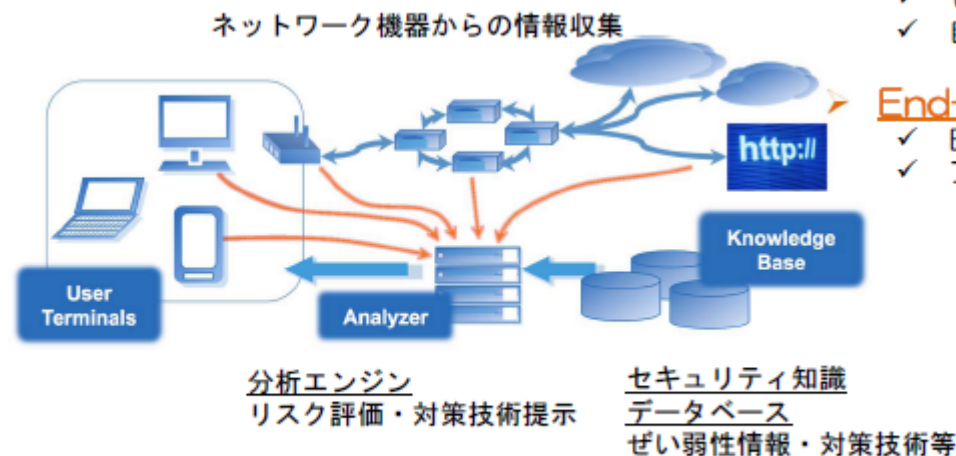 ネットワーク機器からの情報収集
End-
http://
Knowledge
Base
User
Terminals
Analyzer
分析エンジン
リスク評価・対策技術提示
セキュリティ知識
データベース
ぜい弱性情報・対策技術等